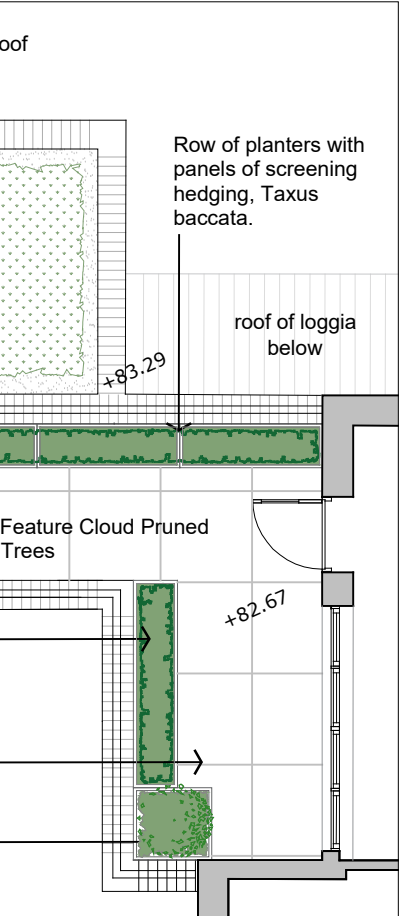 oof
Row of planters with
panels of screening
hedging, Taxus
baccata.
roof of loggia
below
+83.29
Feature Cloud Pruned
Trees
+82.67